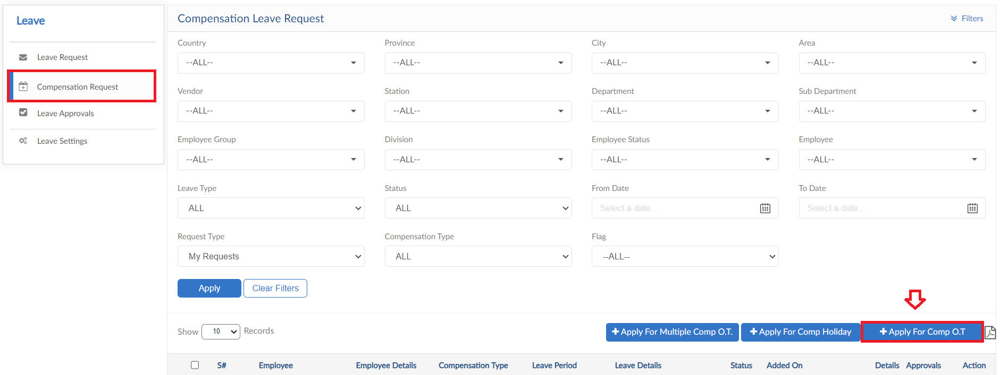 Leave
Leave Request
Compensation Request
Leave Approvals
Leave Settings
Compensation Leave Request
Filters
Country Province City Area
--ALL-- --ALL-- --ALL-- --ALL--
Vendor Station Department Sub Department
--ALL-- --ALL-- --ALL-- --ALL--
Employee Group Division Employee Status Employee
--ALL-- --ALL-- --ALL-- --ALL--
Leave Type Status From Date To Date
ALL ALL Select a date... Select a date...
Request Type Compensation Type Flag
My Requests ALL --ALL--
Apply Clear Filters
Show 10 Records + Apply For Multiple Comp O.T. + Apply For Comp Holiday + Apply For Comp O.T
S# Employee Employee Details Compensation Type Leave Period Leave Details Status Added On Details Approvals Action